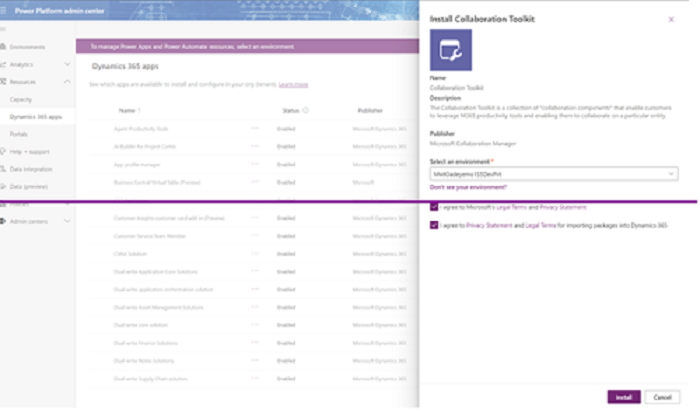 Power Platform admin center
Environments
Analytics
Resources
Capacity
Dynamics 365 apps
Portals
Help + support
Data integration
Data (preview)
Admin centers
To manage Power Apps and Power Automate resources, select an environment.
Dynamics 365 apps
See which apps are available to install and configure in your org (tenant). Learn more
Name ↑ Status Publisher
Agent Productivity Tools ... Enabled Microsoft Dynamics 365
AI Builder for Project Cortex ... Enabled Microsoft Dynamics 365
App profile manager ... Enabled Microsoft Dynamics 365
Business Central Virtual Table (Preview) ... Enabled Microsoft
Customer Insights customer card add-in (Preview) ... Enabled Microsoft Dynamics 365
Customer Service Team Member ... Enabled Microsoft Dynamics 365
Solution ... Enabled Microsoft Dynamics 365
Dual-write Application Core Solutions ... Enabled Microsoft Dynamics 365
Dual-write application orchestration solution ... Enabled Microsoft Dynamics 365
Dual-write Asset Management Solutions ... Enabled Microsoft Dynamics 365
Dual-write core solution ... Enabled Microsoft Dynamics 365
Dual-write Finance Solutions ... Enabled Microsoft Dynamics 365
Dual-write Notes Solutions ... Enabled Microsoft Dynamics 365
Dual-write Supply Chain solution ... Enabled Microsoft Dynamics 365
Install Collaboration Toolkit
Name
Collaboration Toolkit
Description
The Collaboration Toolkit is a collection of "collaboration components" that enable customers
to leverage M365 productivity tools and enabling them to collaborate on a particular entity.
Publisher
Microsoft Collaboration Manager
Select an environment *
Don't see your environment?
I agree to Microsoft's Legal Terms and Privacy Statement
I agree to Privacy Statement and Legal Terms for importing packages into Dynamics 365
Install Cancel